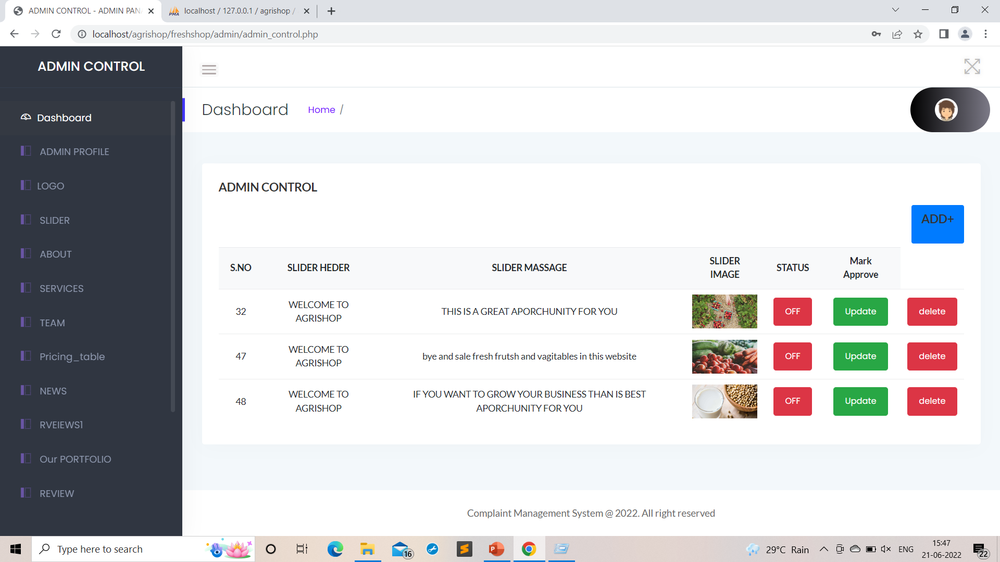 ADMIN CONTROL - ADMIN PAN
localhost / 127.0.0.1 / agrishop /
localhost/agrishop/freshshop/admin/admin_control.php
ADMIN CONTROL
Dashboard
ADMIN PROFILE
LOGO
SLIDER
ABOUT
SERVICES
TEAM
Pricing_table
NEWS
RVEIEWS1
Our PORTFOLIO
REVIEW
Dashboard Home /
ADMIN CONTROL
ADD+
S.NO SLIDER HEDER SLIDER MASSAGE SLIDER IMAGE STATUS Mark Approve
32 WELCOME TO AGRISHOP THIS IS A GREAT APORCHUNITY FOR YOU OFF Update delete
47 WELCOME TO AGRISHOP bye and sale fresh frutsh and vagitables in this website OFF Update delete
48 WELCOME TO AGRISHOP IF YOU WANT TO GROW YOUR BUSINESS THAN IS BEST APORCHUNITY FOR YOU OFF Update delete
Complaint Management System @ 2022. All right reserved
Type here to search
16
29°C Rain
ENG
15:47
21-06-2022
22